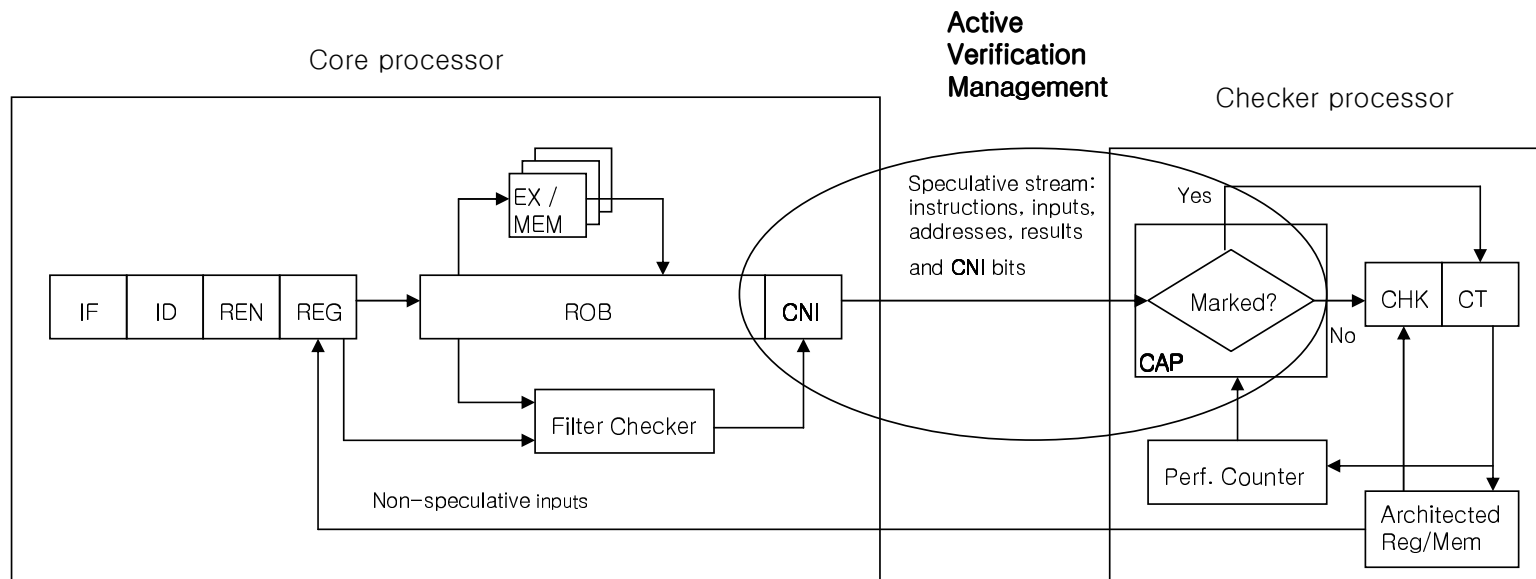 Active
Verification
Management
Core processor
Checker processor
EX /
MEM
Speculative stream:
instructions, inputs,
addresses, results
and CNI bits
Yes
IF
ID
REN
REG
ROB
CNI
Marked?
CHK
CT
No
CAP
Filter Checker
Perf. Counter
Non-speculative inputs
Architected
Reg/Mem